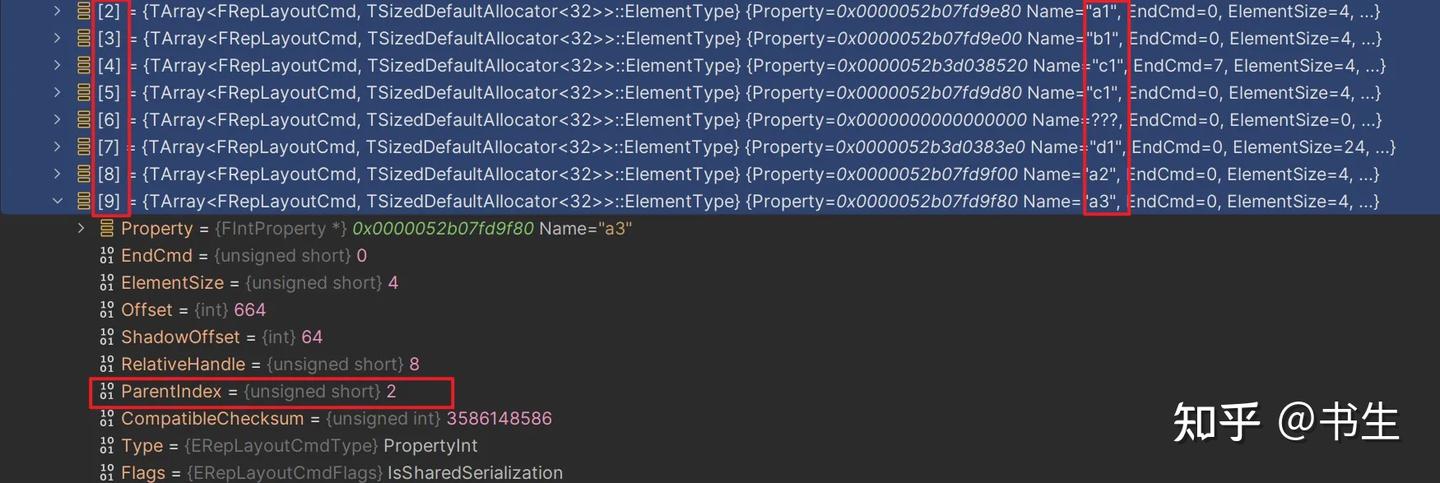 [2] = {TArray<FRepLayoutCmd, TSizedDefaultAllocator<32>>::ElementType} {Property=0x0000052b07fd9e80 Name="a1", EndCmd=0, ElementSize=4, ...}
[3] = {TArray<FRepLayoutCmd, TSizedDefaultAllocator<32>>::ElementType} {Property=0x0000052b07fd9e00 Name="b1", EndCmd=0, ElementSize=4, ...}
[4] = {TArray<FRepLayoutCmd, TSizedDefaultAllocator<32>>::ElementType} {Property=0x0000052b3d038520 Name="c1", EndCmd=7, ElementSize=4, ...}
[5] = {TArray<FRepLayoutCmd, TSizedDefaultAllocator<32>>::ElementType} {Property=0x0000052b07fd9d80 Name="c1", EndCmd=0, ElementSize=4, ...}
[6] = {TArray<FRepLayoutCmd, TSizedDefaultAllocator<32>>::ElementType} {Property=0x0000000000000000 Name=???, EndCmd=0, ElementSize=0, ...}
[7] = {TArray<FRepLayoutCmd, TSizedDefaultAllocator<32>>::ElementType} {Property=0x0000052b3d0383e0 Name="d1", EndCmd=0, ElementSize=24, ...}
[8] = {TArray<FRepLayoutCmd, TSizedDefaultAllocator<32>>::ElementType} {Property=0x0000052b07fd9f00 Name="a2", EndCmd=0, ElementSize=4, ...}
[9] = {TArray<FRepLayoutCmd, TSizedDefaultAllocator<32>>::ElementType} {Property=0x0000052b07fd9f80 Name="a3", EndCmd=0, ElementSize=4, ...}
Property = {FIntProperty *} 0x0000052b07fd9f80 Name="a3"
EndCmd = {unsigned short} 0
ElementSize = {unsigned short} 4
Offset = {int} 664
ShadowOffset = {int} 64
RelativeHandle = {unsigned short} 8
ParentIndex = {unsigned short} 2
CompatibleChecksum = {unsigned int} 3586148586
Type = {ERepLayoutCmdType} PropertyInt
Flags = {ERepLayoutCmdFlags} IsSharedSerialization
知乎 @书生